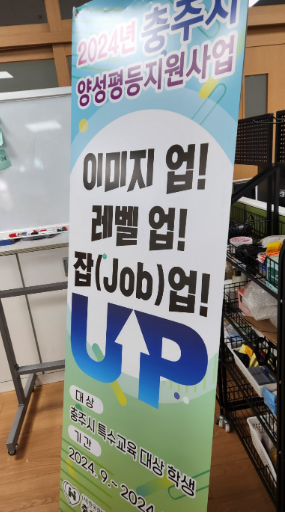 2024년 충주시
양성평등지원사업
이미지 업!
레벨 업!
잡(Job)업!
UP
대상
충주시 특수교육 대상 학생
기간
2024. 9. ~ 2024